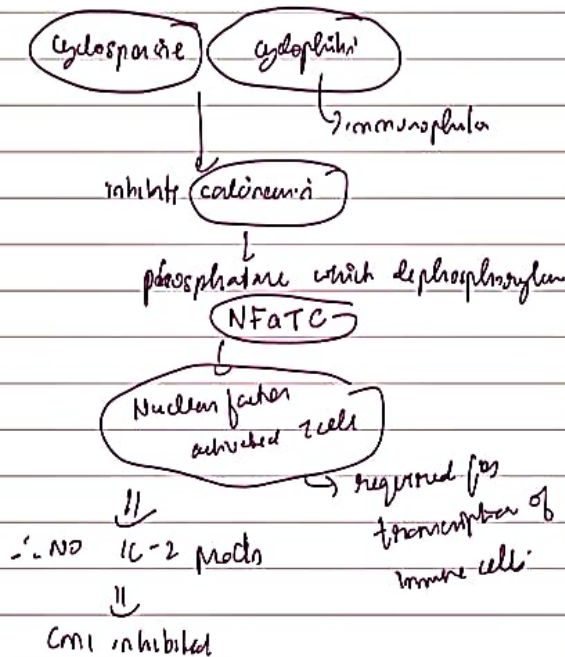 cyclosporine cyclophilin
immunophilin
inhibits calcineurin
phosphatase which dephosphorylates
NFaTC
Nuclear factor
activated T cells
required for
transcription of
immune cells.
∴ NO IL-2 prodn
CMI inhibited